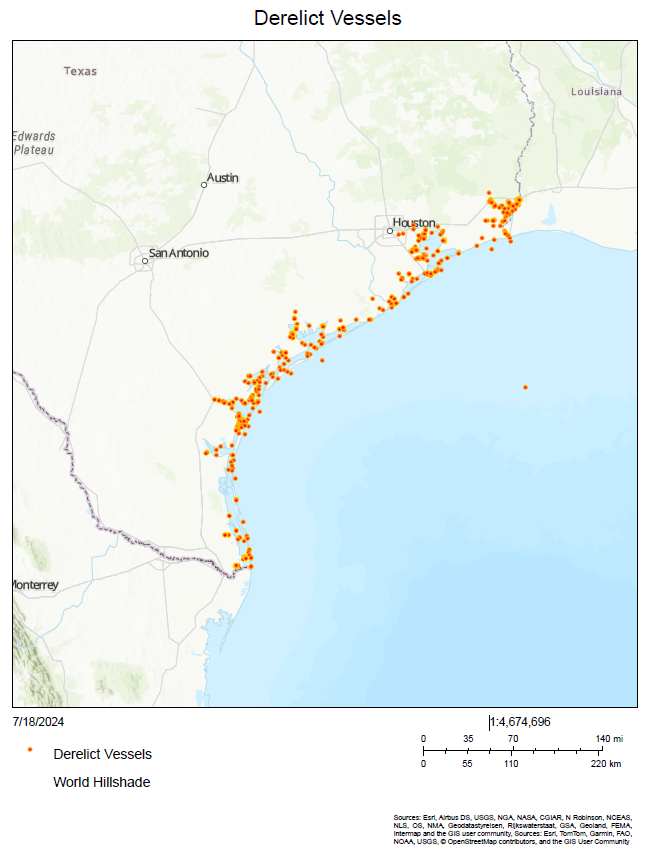 Derelict Vessels
Texas
Louisiana
Edwards
Plateau
Austin
Houston
San Antonio
Monterrey
7/18/2024
1:4,674,696
0 35 70 140 mi
0 55 110 220 km
Derelict Vessels
World Hillshade
Sources: Esri, Airbus DS, USGS, NGA, NASA, CGIAR, N Robinson, NCEAS,
NLS, OS, NMA, Geodatastyrelsen, Rijkswaterstaat, GSA, Geoland, FEMA,
Intermap and the GIS user community, Sources: Esri, TomTom, Garmin, FAO,
NOAA, USGS, © OpenStreetMap contributors, and the GIS User Community